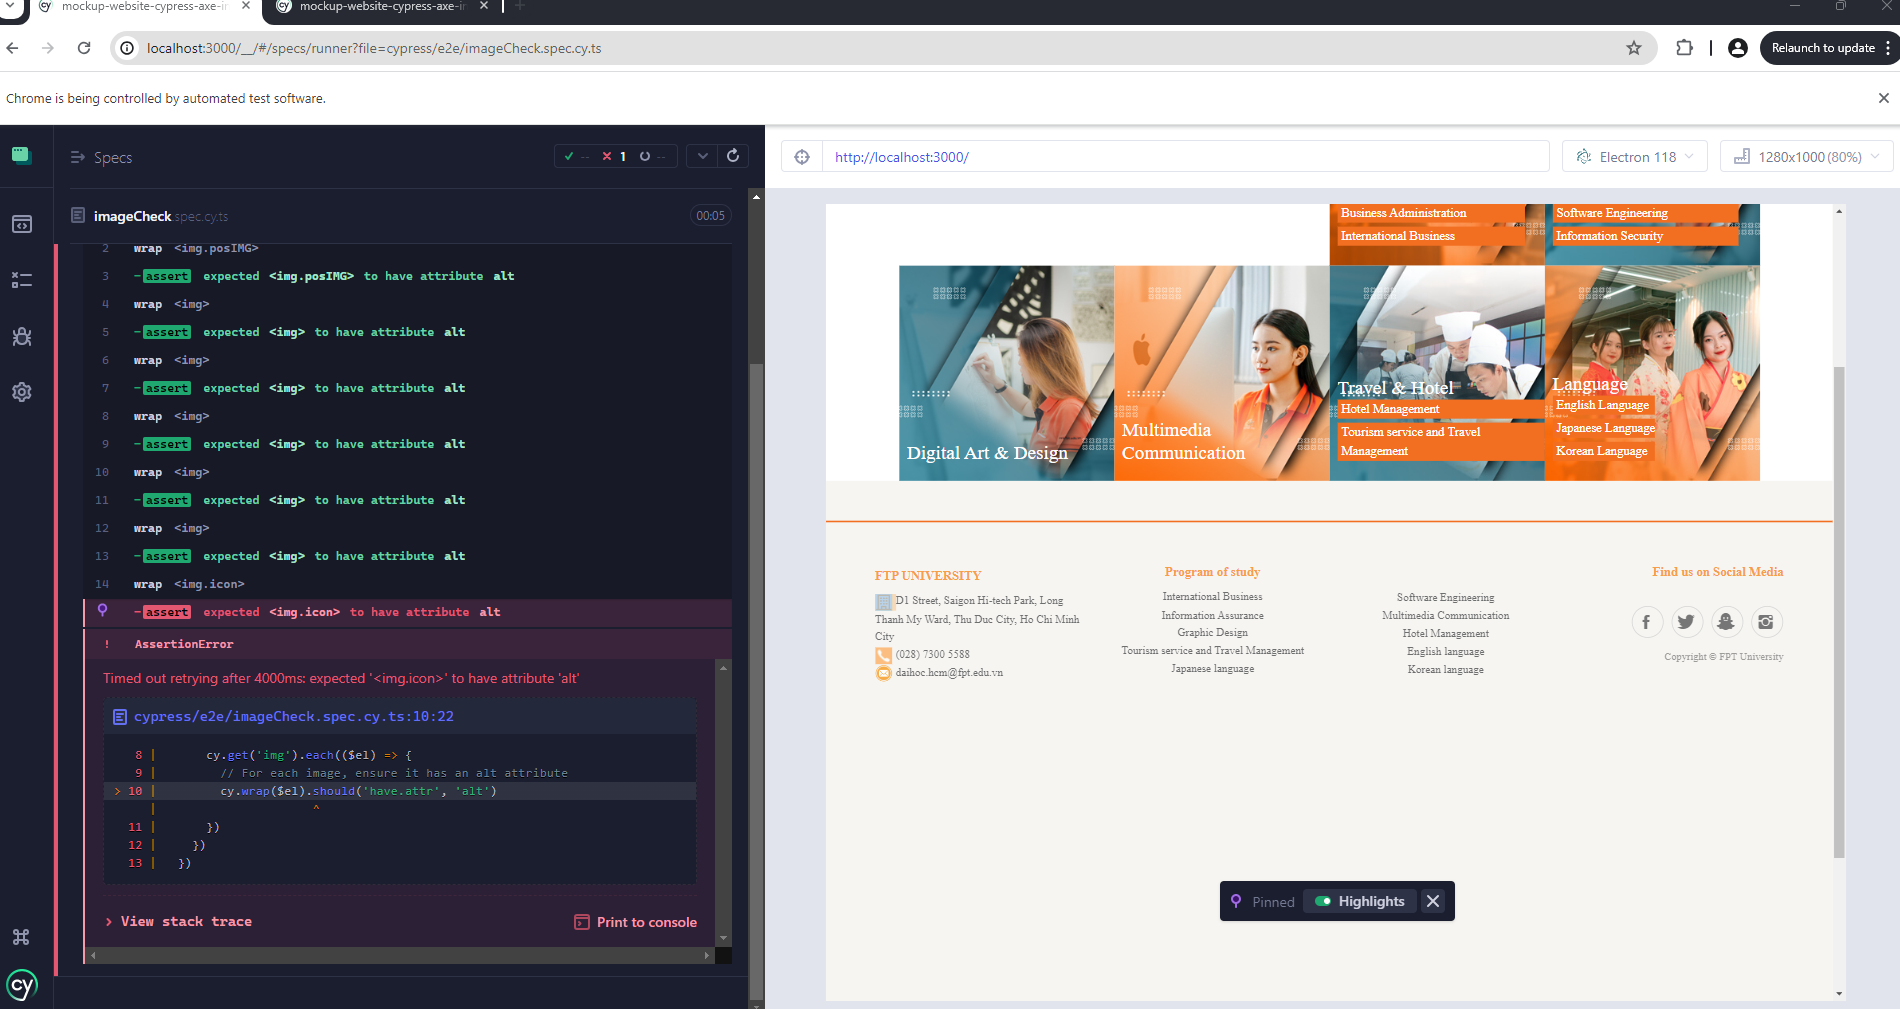 mockup-website-cypress-axe-in
mockup-website-cypress-axe-in
localhost:3000/__/#/specs/runner?file=cypress/e2e/imageCheck.spec.cy.ts
Relaunch to update
Chrome is being controlled by automated test software.
Specs
-- 1 --
imageCheck.spec.cy.ts
00:05
2 wrap <img.posIMG>
3 -assert expected <img.posIMG> to have attribute alt
4 wrap <img>
5 -assert expected <img> to have attribute alt
6 wrap <img>
7 -assert expected <img> to have attribute alt
8 wrap <img>
9 -assert expected <img> to have attribute alt
10 wrap <img>
11 -assert expected <img> to have attribute alt
12 wrap <img>
13 -assert expected <img> to have attribute alt
14 wrap <img.icon>
-assert expected <img.icon> to have attribute alt
! AssertionError
Timed out retrying after 4000ms: expected '<img.icon>' to have attribute 'alt'
cypress/e2e/imageCheck.spec.cy.ts:10:22
8 | cy.get('img').each(($el) => {
9 | // For each image, ensure it has an alt attribute
> 10 | cy.wrap($el).should('have.attr', 'alt')
| ^
11 | })
12 | })
13 | })
> View stack trace
Print to console
cy
http://localhost:3000/
Electron 118
1280x1000 (80%)
Business Administration
International Business
Software Engineering
Information Security
Digital Art & Design
Multimedia
Communication
Travel & Hotel
Hotel Management
Tourism service and Travel
Management
Language
English Language
Japanese Language
Korean Language
FTP UNIVERSITY
D1 Street, Saigon Hi-tech Park, Long
Thanh My Ward, Thu Duc City, Ho Chi Minh
City
(028) 7300 5588
daihoc.hcm@fpt.edu.vn
Program of study
International Business
Information Assurance
Graphic Design
Tourism service and Travel Management
Japanese language
Software Engineering
Multimedia Communication
Hotel Management
English language
Korean language
Find us on Social Media
Copyright © FPT University
Pinned
Highlights